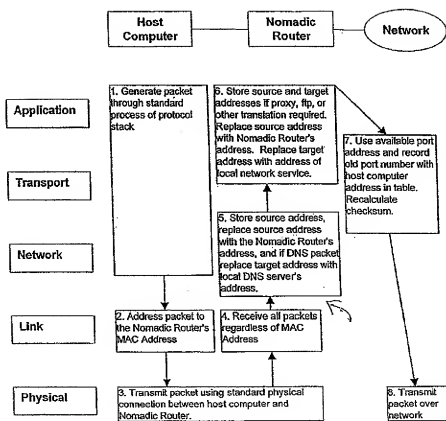 Host
Computer
Nomadic
Router
Network
Application
Transport
Network
Link
Physical
1. Generate packet
through standard
process of protocol
stack
2. Address packet to
the Nomadic Router's
MAC Address
3. Transmit packet using standard physical
connection between host computer and
Nomadic Router.
4. Receive all packets
regardless of MAC
Address
5. Store source address,
replace source address
with the Nomadic Router's
address, and if DNS packet
replace target address with
local DNS server's
address.
6. Store source and target
addresses if proxy, ftp, or
other translation required.
Replace source address
with Nomadic Router's
address. Replace target
address with address of
local network service.
7. Use available port
address and record
old port number with
host computer
address in table.
Recalculate
checksum.
8. Transmit
packet over
network